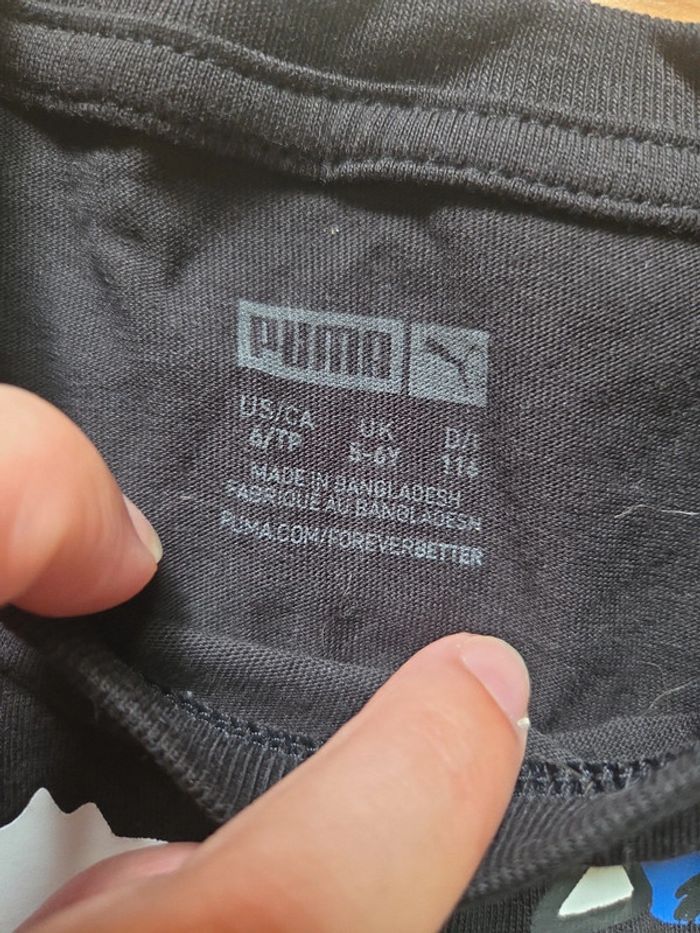 PUMA
US/CA UK D/I
6/TP 5-6Y 116
MADE IN BANGLADESH
FABRIQUE AU BANGLADESH
PUMA.COM/FOREVERBETTER